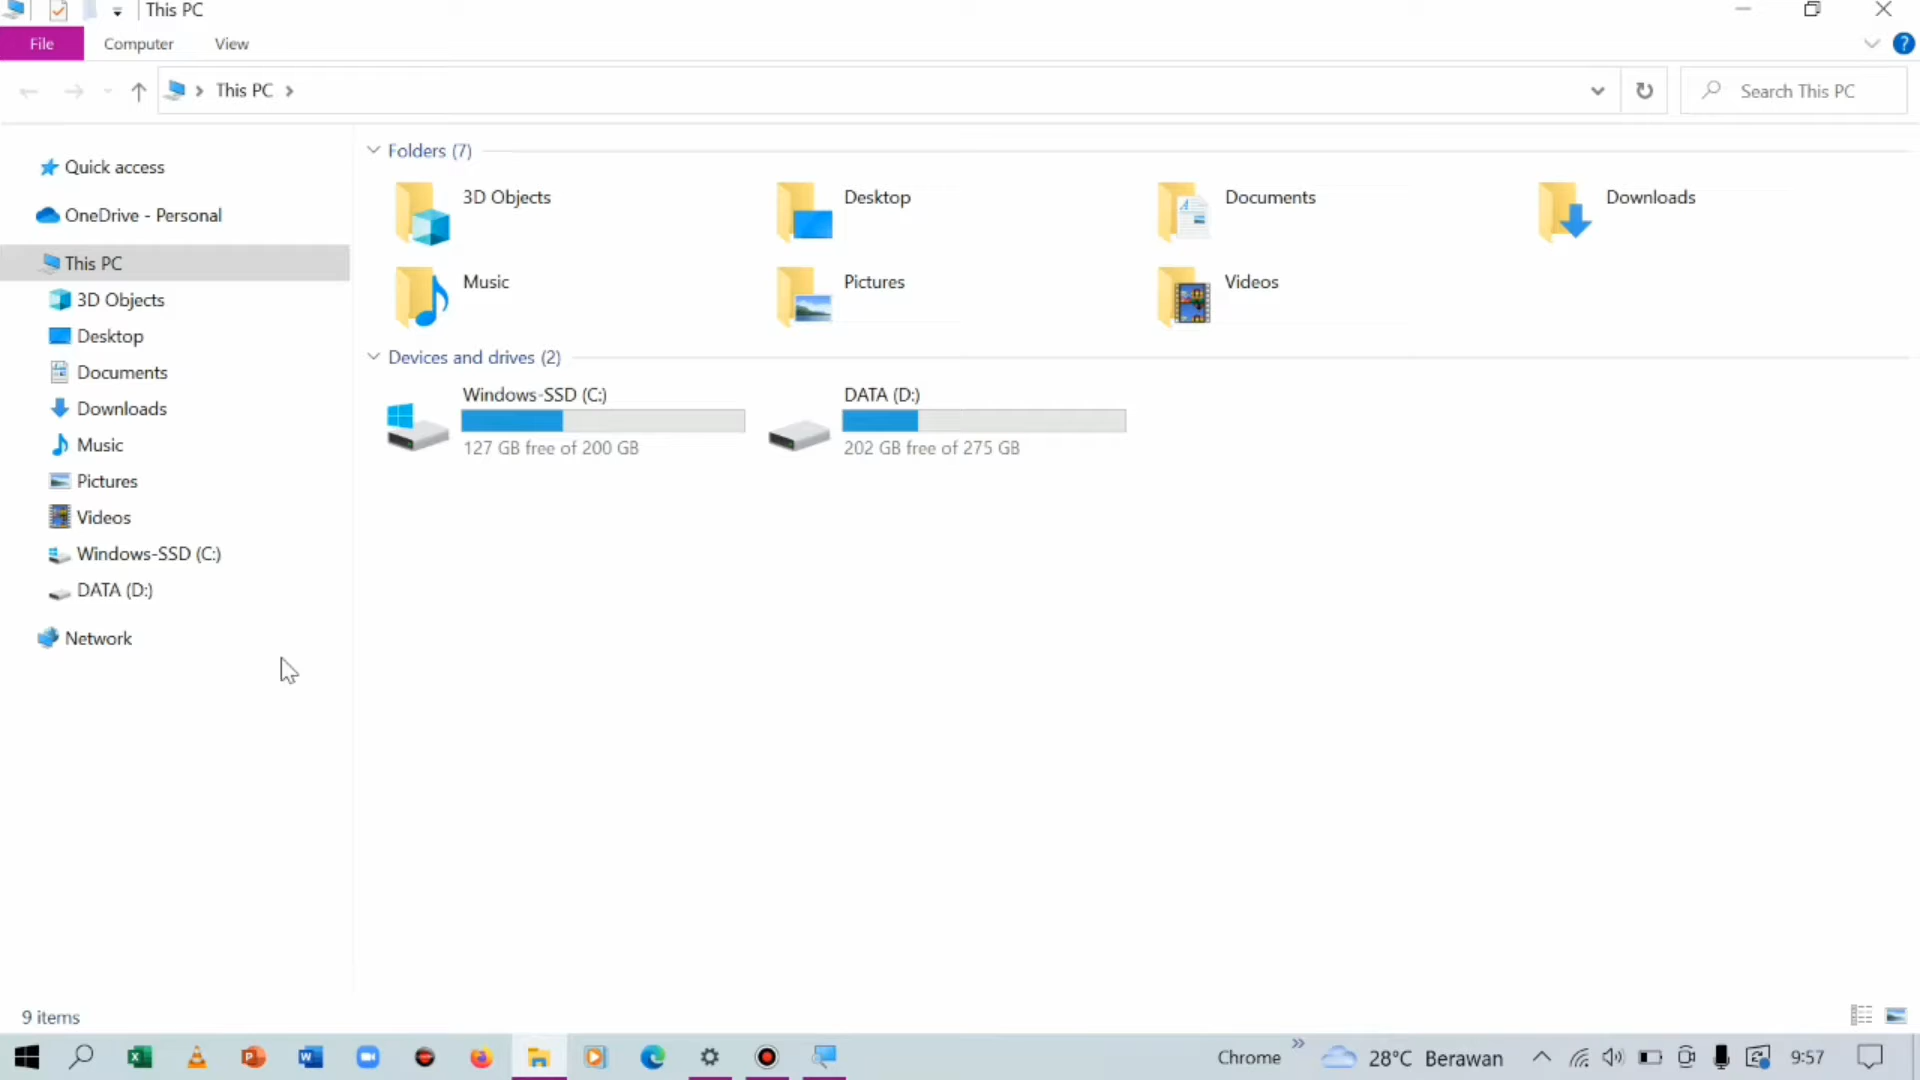 This PC
File Computer View
This PC
Search This PC
Quick access
OneDrive - Personal
This PC
3D Objects
Desktop
Documents
Downloads
Music
Pictures
Videos
Windows-SSD (C:)
DATA (D:)
Network
Folders (7)
3D Objects
Desktop
Documents
Downloads
Music
Pictures
Videos
Devices and drives (2)
Windows-SSD (C:)
127 GB free of 200 GB
DATA (D:)
202 GB free of 275 GB
9 items
Chrome
28°C Berawan
9:57